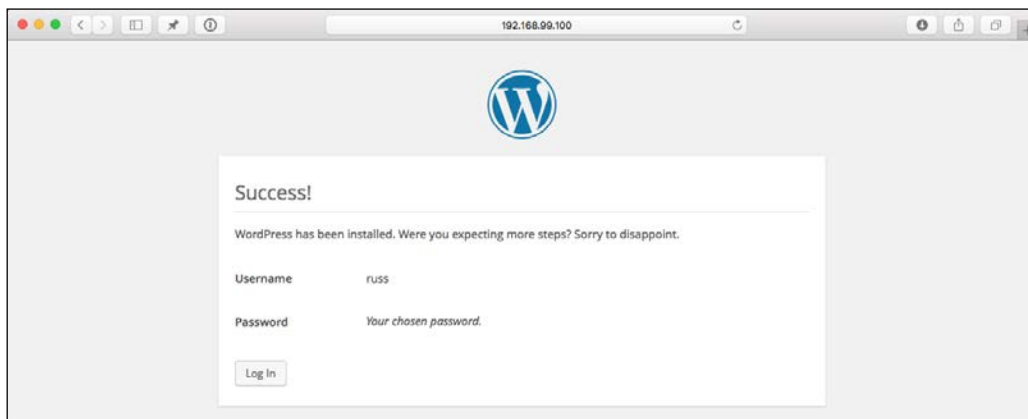 192.168.99.100
Success!
WordPress has been installed. Were you expecting more steps? Sorry to disappoint.
Username russ
Password Your chosen password.
Log In